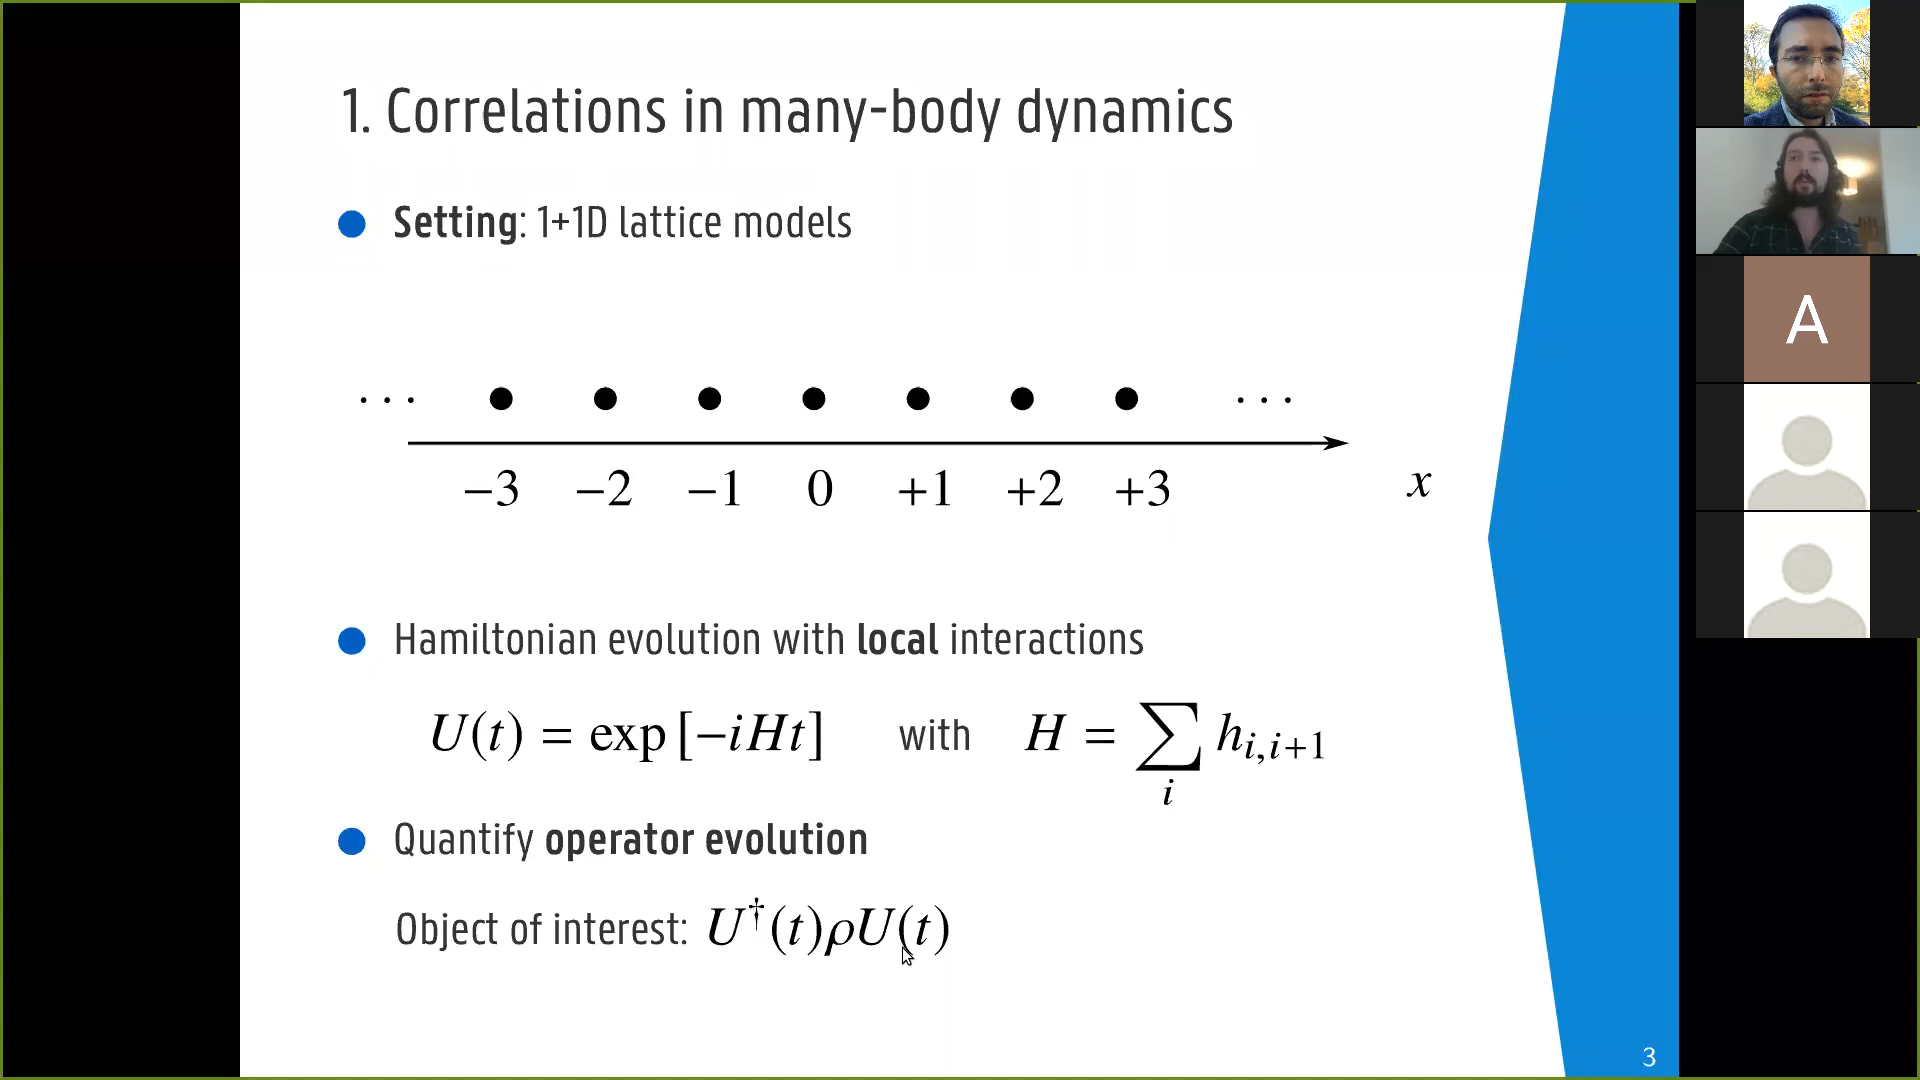 1. Correlations in many-body dynamics
Setting: 1+1D lattice models
··· ···
−3 −2 −1 0 +1 +2 +3 x
Hamiltonian evolution with local interactions
U(t) = exp [−iHt] with H = ∑_i h_{i,i+1}
Quantify operator evolution
Object of interest: U†(t)ρU(t)
3
A